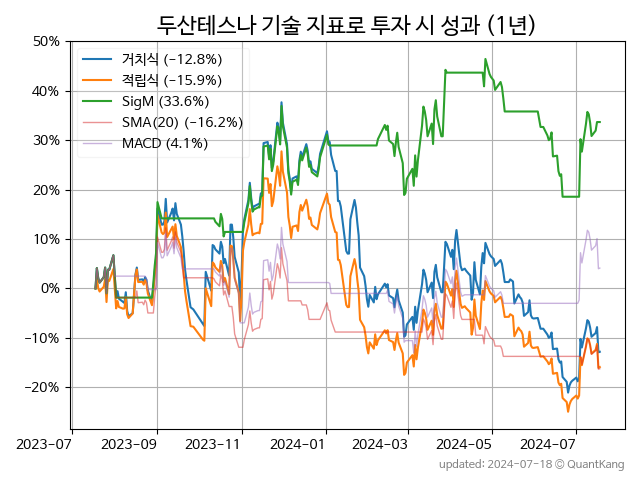 두산테스나 기술 지표로 투자 시 성과 (1년)
50%
40%
30%
20%
10%
0%
−10%
−20%
거치식 (−12.8%)
적립식 (−15.9%)
SigM (33.6%)
SMA(20) (−16.2%)
MACD (4.1%)
2023-07 2023-09 2023-11 2024-01 2024-03 2024-05 2024-07
updated: 2024-07-18 © QuantKang